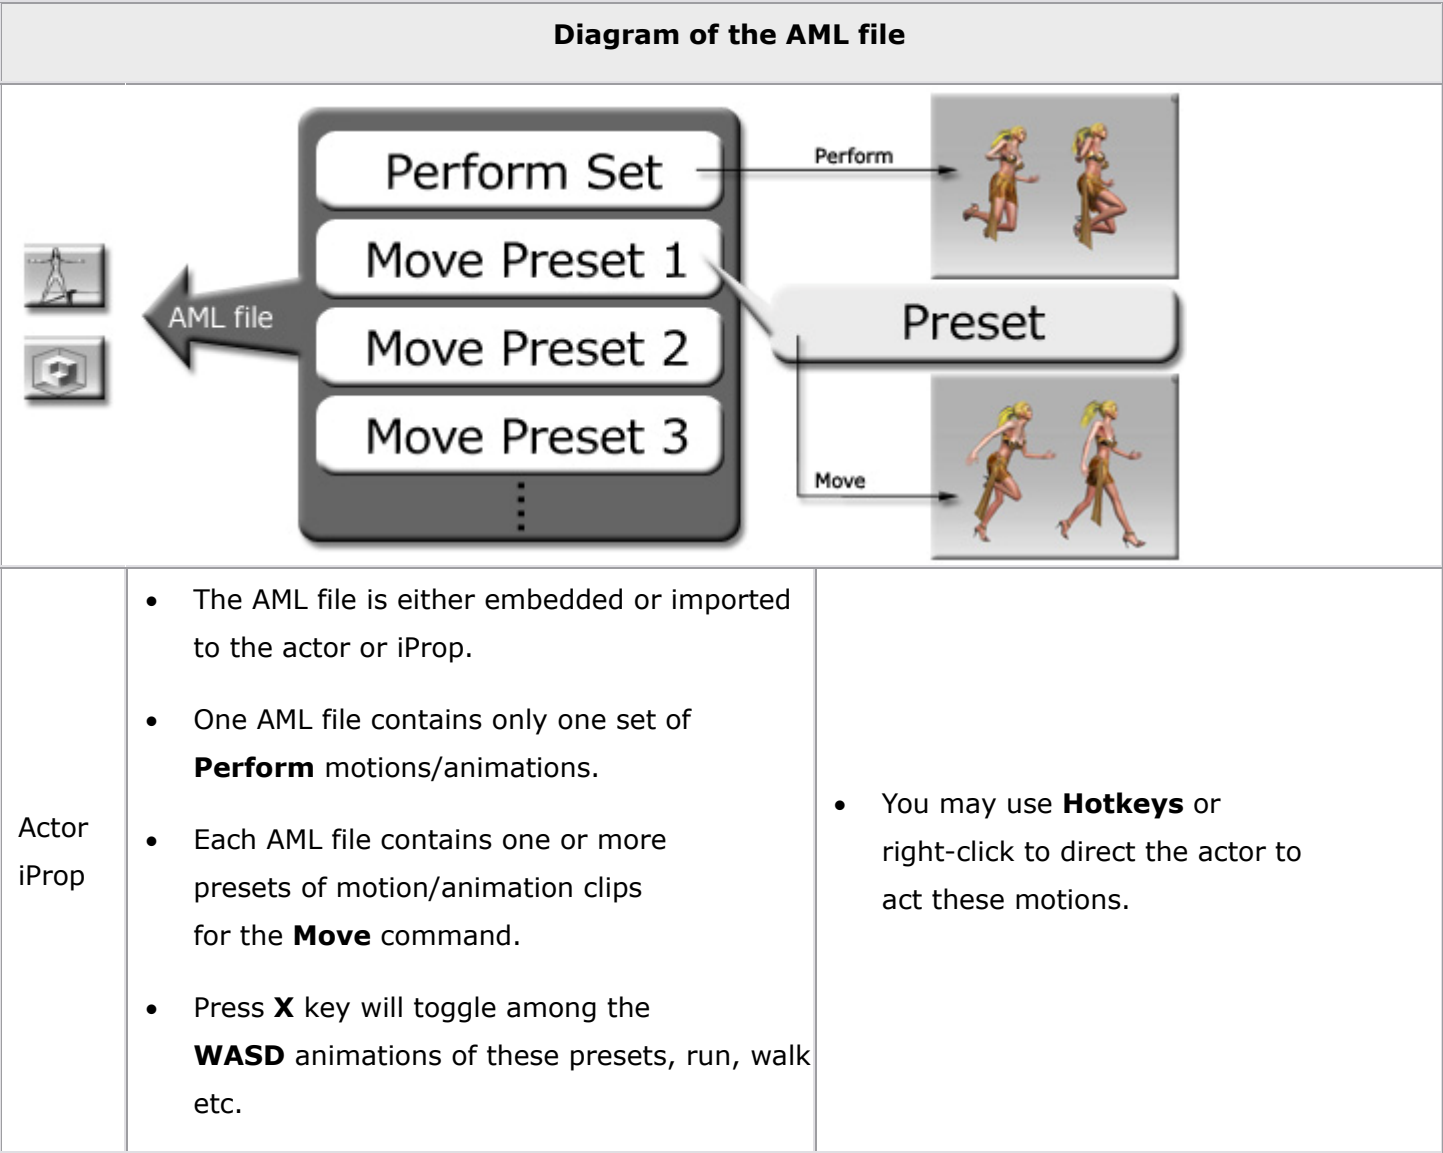 Diagram of the AML file
Perform Set
Move Preset 1
Move Preset 2
Move Preset 3
AML file
Perform
Preset
Move
Actor
iProp
• The AML file is either embedded or imported
to the actor or iProp.
• One AML file contains only one set of
Perform motions/animations.
• Each AML file contains one or more
presets of motion/animation clips
for the Move command.
• Press X key will toggle among the
WASD animations of these presets, run, walk
etc.
• You may use Hotkeys or
right-click to direct the actor to
act these motions.